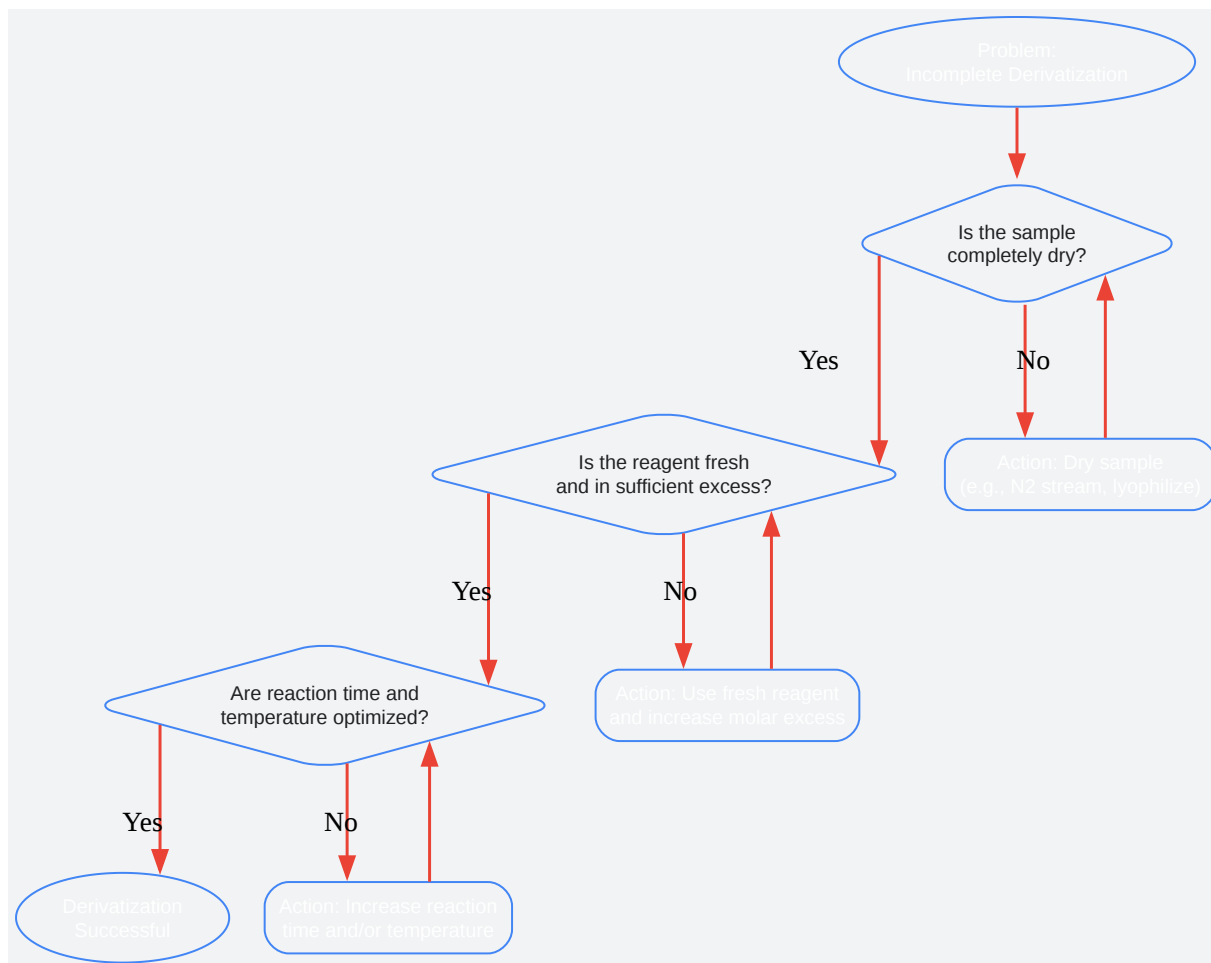 Problem:
Incomplete Derivatization
Is the sample
completely dry?
Yes
No
Action: Dry sample
(e.g., N2 stream, lyophilize)
Is the reagent fresh
and in sufficient excess?
Yes
No
Action: Use fresh reagent
and increase molar excess
Are reaction time and
temperature optimized?
Yes
No
Derivatization
Successful
Action: Increase reaction
time and/or temperature